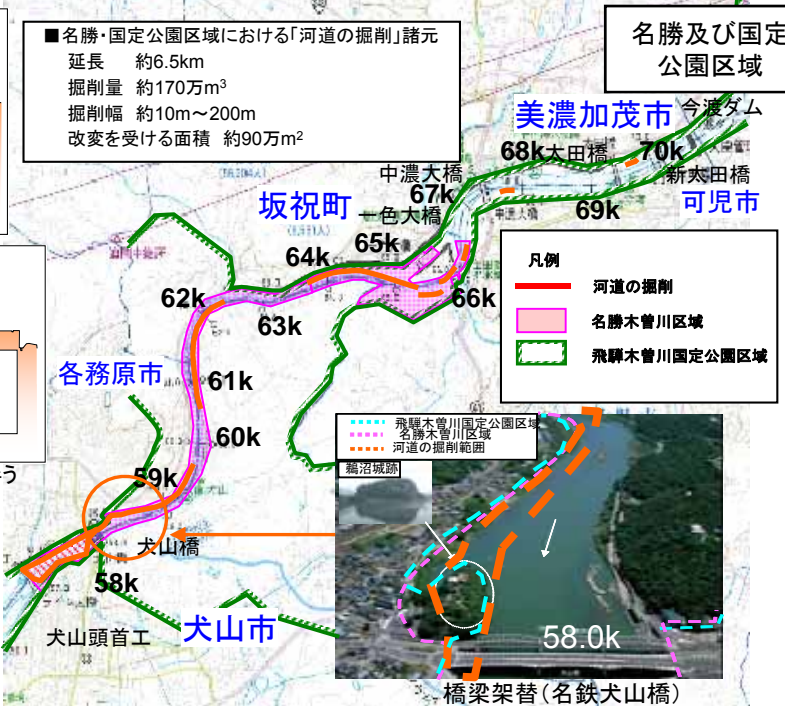 ■名勝・国定公園区域における「河道の掘削」諸元
延長 約6.5km
掘削量 約170万m³
掘削幅 約10m～200m
改変を受ける面積 約90万m²
名勝及び国定
公園区域
美濃加茂市
今渡ダム
68k
太田橋
70k
中濃大橋
67k
新太田橋
坂祝町
一色大橋
69k
可児市
65k
64k
66k
62k
63k
凡例
河道の掘削
名勝木曽川区域
飛騨木曽川国定公園区域
各務原市
61k
60k
飛騨木曽川国定公園区域
名勝木曽川区域
河道の掘削範囲
鵜沼城跡
う
59k
犬山橋
58k
犬山頭首工
犬山市
58.0k
橋梁架替(名鉄犬山橋)